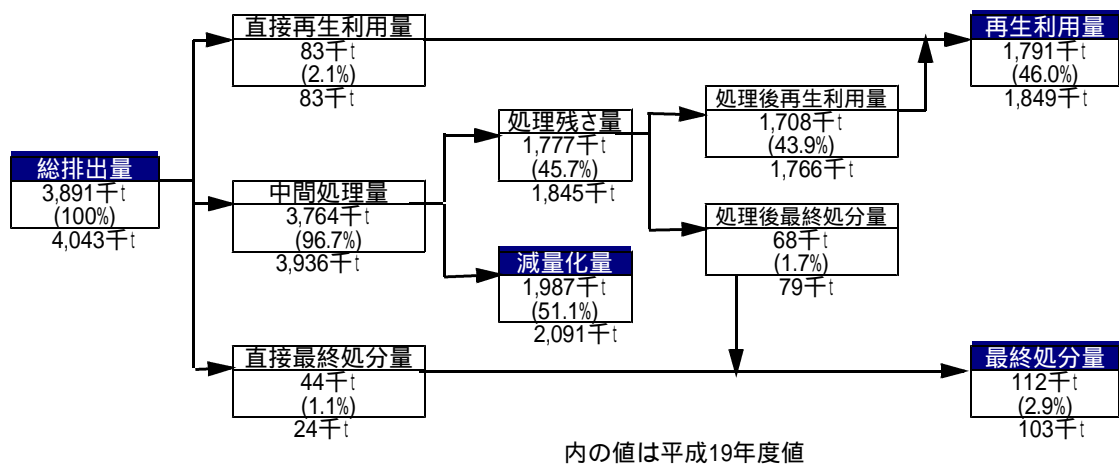 直接再生利用量
83千t
(2.1%)
83千t
再生利用量
1,791千t
(46.0%)
1,849千t
処理残さ量
1,777千t
(45.7%)
1,845千t
処理後再生利用量
1,708千t
(43.9%)
1,766千t
総排出量
3,891千t
(100%)
4,043千t
中間処理量
3,764千t
(96.7%)
3,936千t
減量化量
1,987千t
(51.1%)
2,091千t
処理後最終処分量
68千t
(1.7%)
79千t
直接最終処分量
44千t
(1.1%)
24千t
最終処分量
112千t
(2.9%)
103千t
内の値は平成19年度値